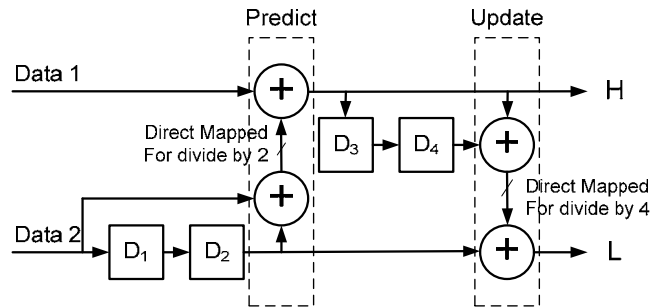 Predict
Update
Data 1
+
H
Direct Mapped
For divide by 2
D3
D4
+
+
Direct Mapped
For divide by 4
Data 2
D1
D2
+
L